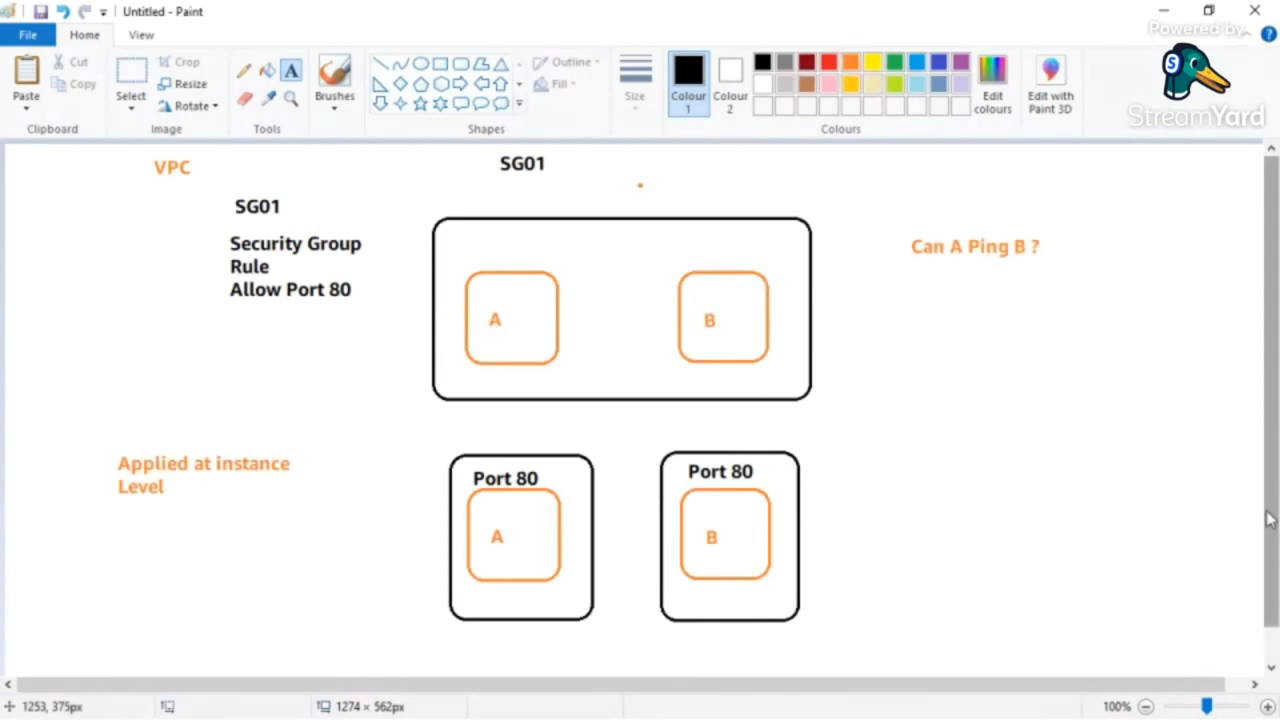 Untitled - Paint
File
Home
View
Powered by
Paste
Cut
Copy
Clipboard
Select
Crop
Resize
Rotate
Image
A
Tools
Brushes
Outline
Fill
Shapes
Size
Colour
1
Colour
2
Edit
colours
Edit with
Paint 3D
Colours
S
StreamYard
VPC
SG01
SG01
Security Group
Rule
Allow Port 80
Can A Ping B ?
A
B
Applied at instance
Level
Port 80
Port 80
A
B
1253, 375px
1274 × 562px
100%